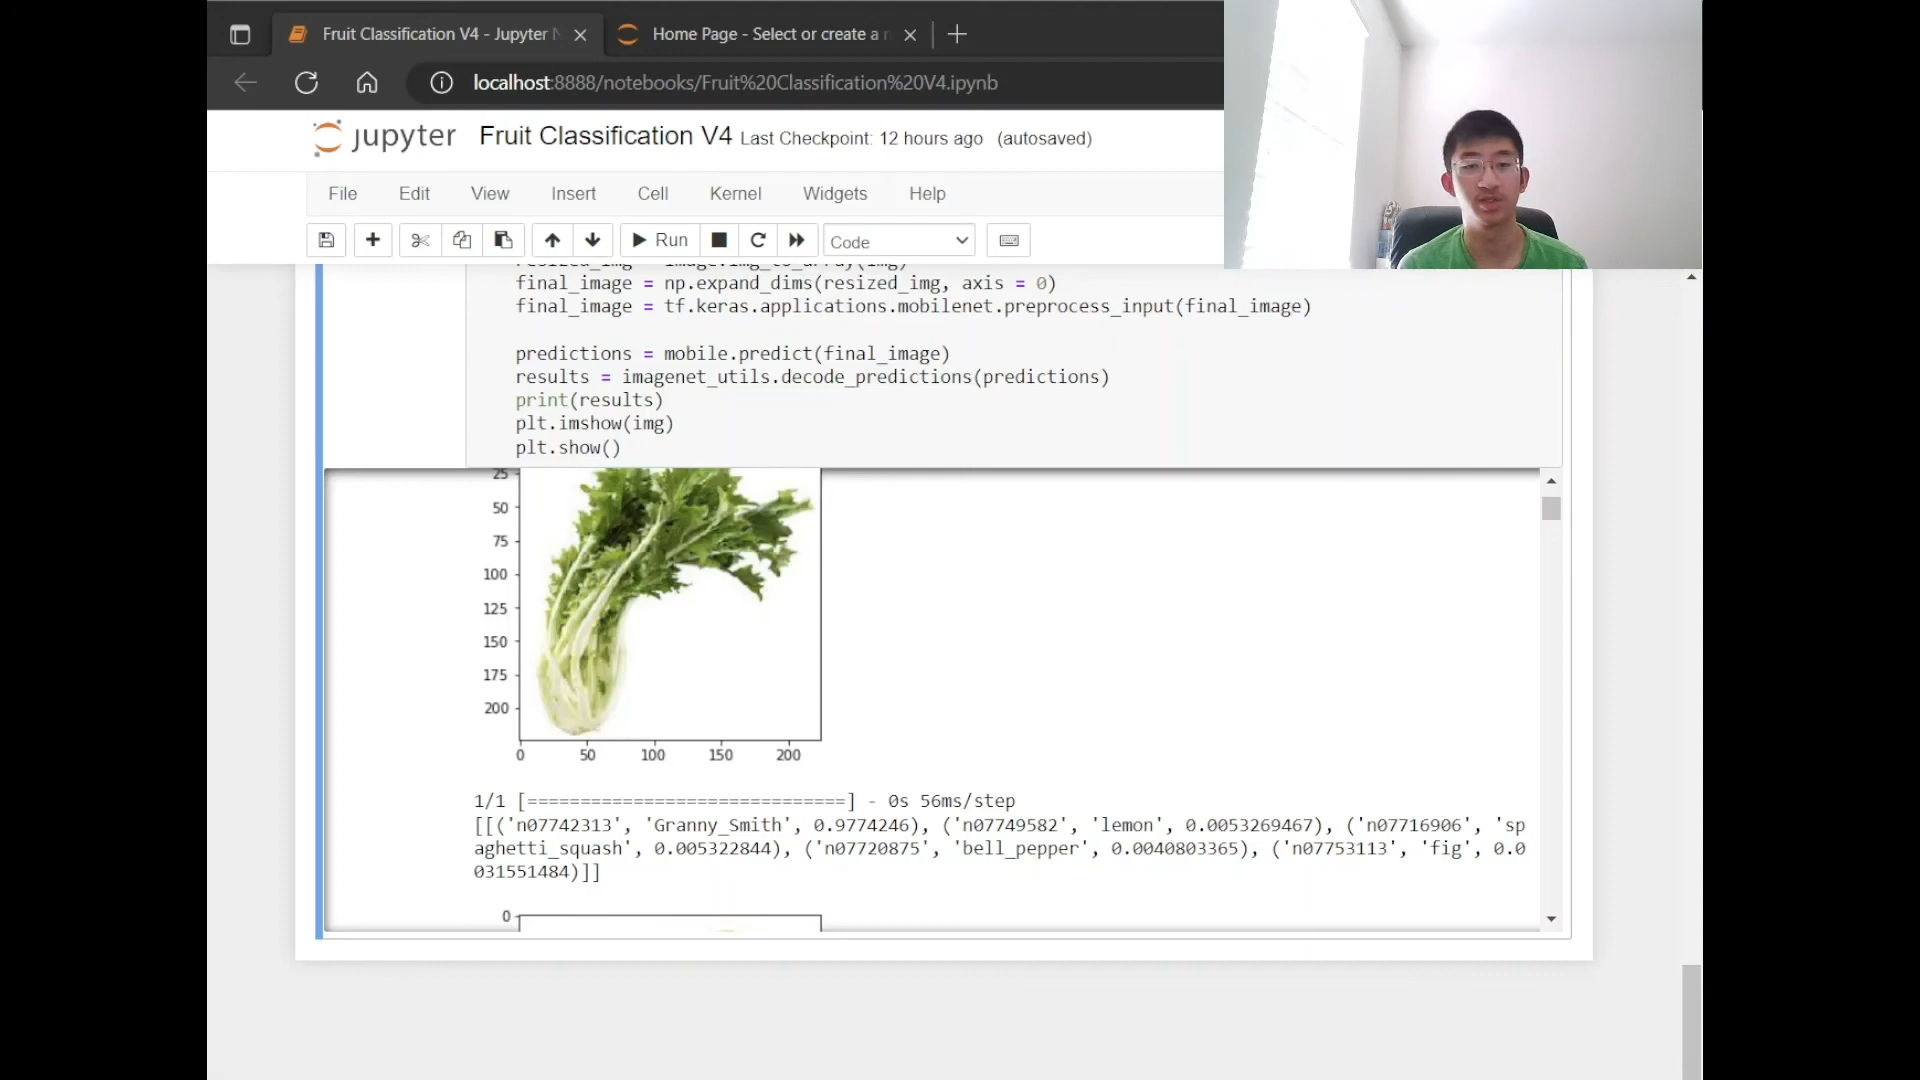 Fruit Classification V4 - Jupyter
Home Page - Select or create a
localhost:8888/notebooks/Fruit%20Classification%20V4.ipynb
jupyter Fruit Classification V4 Last Checkpoint: 12 hours ago (autosaved)
File Edit View Insert Cell Kernel Widgets Help
Run Code
resized_img = image.img_to_array(img)
final_image = np.expand_dims(resized_img, axis = 0)
final_image = tf.keras.applications.mobilenet.preprocess_input(final_image)
predictions = mobile.predict(final_image)
results = imagenet_utils.decode_predictions(predictions)
print(results)
plt.imshow(img)
plt.show()
25
50
75
100
125
150
175
200
0 50 100 150 200
1/1 [==============================] - 0s 56ms/step
[[('n07742313', 'Granny_Smith', 0.9774246), ('n07749582', 'lemon', 0.0053269467), ('n07716906', 'sp
aghetti_squash', 0.005322844), ('n07720875', 'bell_pepper', 0.0040803365), ('n07753113', 'fig', 0.0
031551484)]]
0